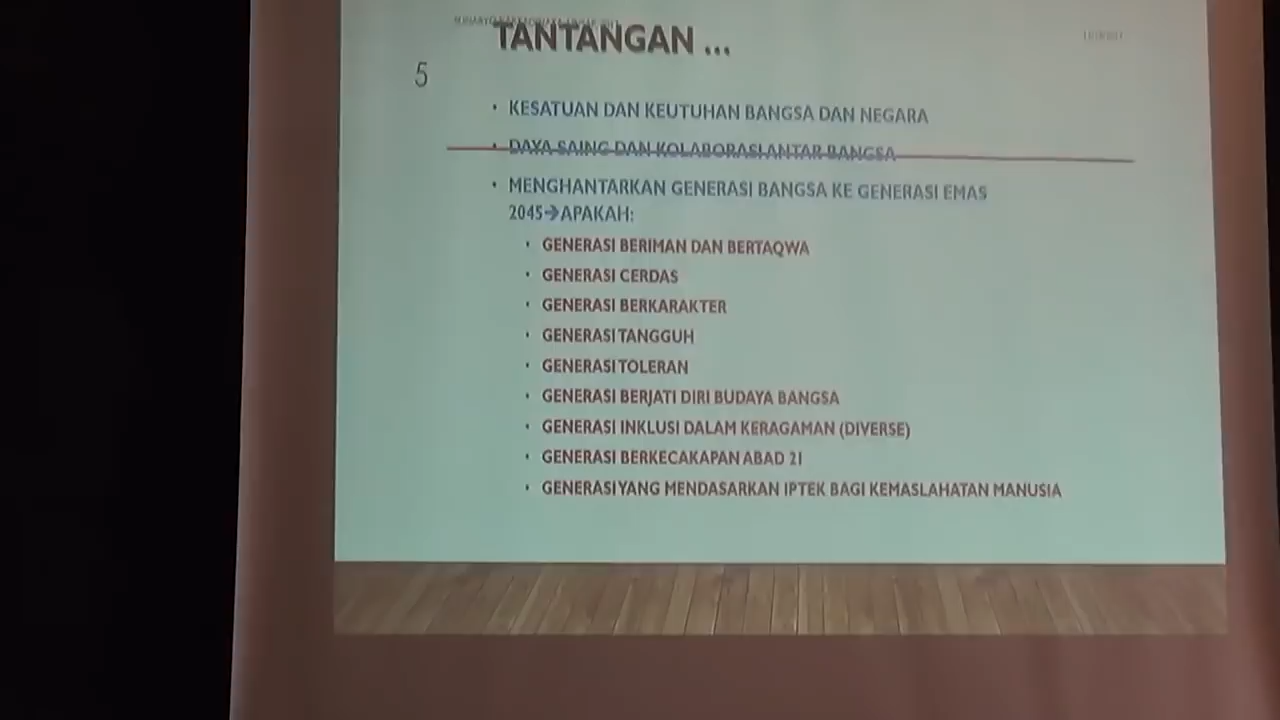 TANTANGAN ...
5
• KESATUAN DAN KEUTUHAN BANGSA DAN NEGARA
• DAYA SAING DAN KOLABORASI ANTAR BANGSA
• MENGHANTARKAN GENERASI BANGSA KE GENERASI EMAS
2045→APAKAH:
• GENERASI BERIMAN DAN BERTAQWA
• GENERASI CERDAS
• GENERASI BERKARAKTER
• GENERASI TANGGUH
• GENERASI TOLERAN
• GENERASI BERJATI DIRI BUDAYA BANGSA
• GENERASI INKLUSI DALAM KERAGAMAN (DIVERSE)
• GENERASI BERKECAKAPAN ABAD 21
• GENERASI YANG MENDASARKAN IPTEK BAGI KEMASLAHATAN MANUSIA